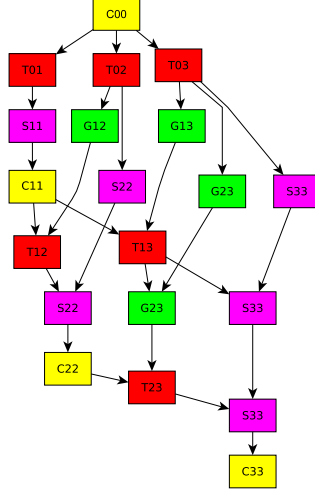 C00
T01
T02
T03
S11
G12
G13
C11
S22
G23
S33
T12
T13
S22
G23
S33
C22
T23
S33
C33